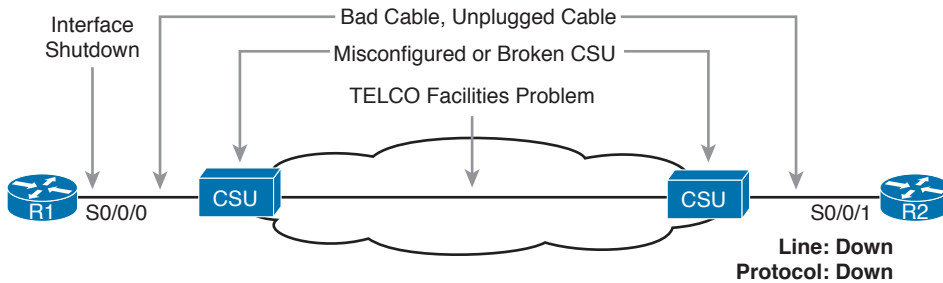 Interface
Shutdown
Bad Cable, Unplugged Cable
Misconfigured or Broken CSU
TELCO Facilities Problem
R1
S0/0/0
CSU
CSU
S0/0/1
R2
Line: Down
Protocol: Down